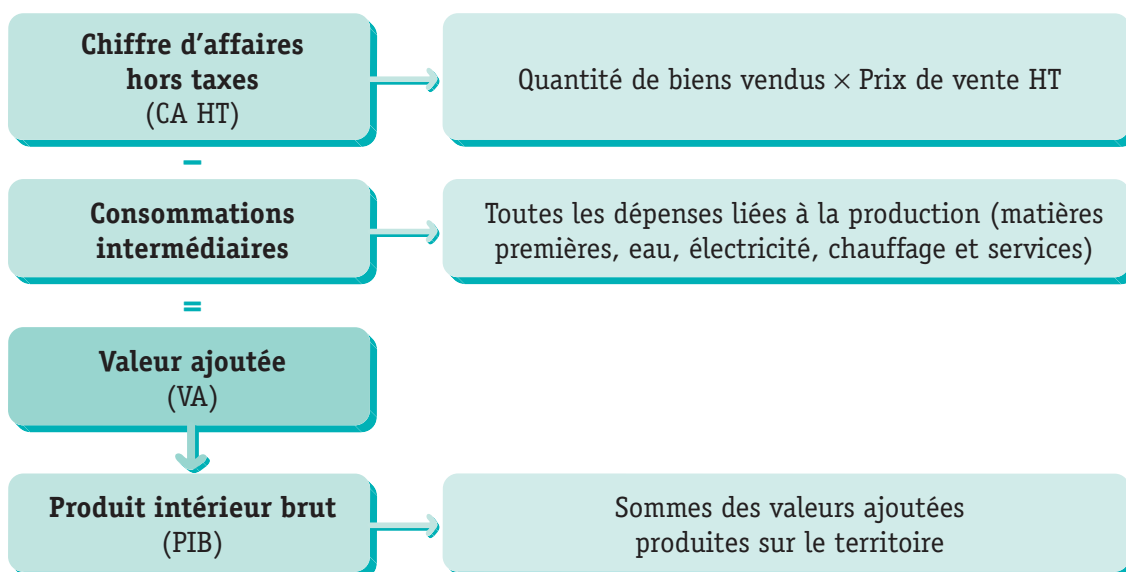 Chiffre d'affaires
hors taxes
(CA HT)
Quantité de biens vendus × Prix de vente HT
–
Consommations
intermédiaires
Toutes les dépenses liées à la production (matières
premières, eau, électricité, chauffage et services)
=
Valeur ajoutée
(VA)
Produit intérieur brut
(PIB)
Sommes des valeurs ajoutées
produites sur le territoire